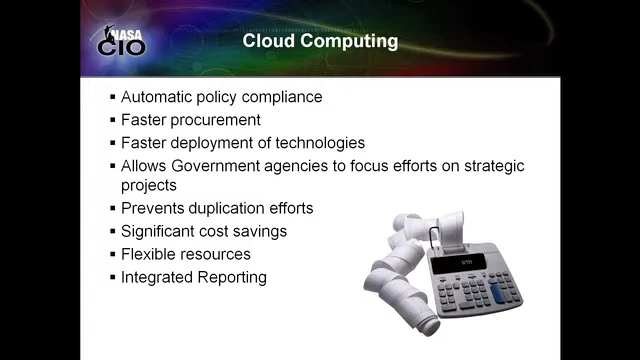 NASA
CIO
Cloud Computing
▪ Automatic policy compliance
▪ Faster procurement
▪ Faster deployment of technologies
▪ Allows Government agencies to focus efforts on strategic
projects
▪ Prevents duplication efforts
▪ Significant cost savings
▪ Flexible resources
▪ Integrated Reporting